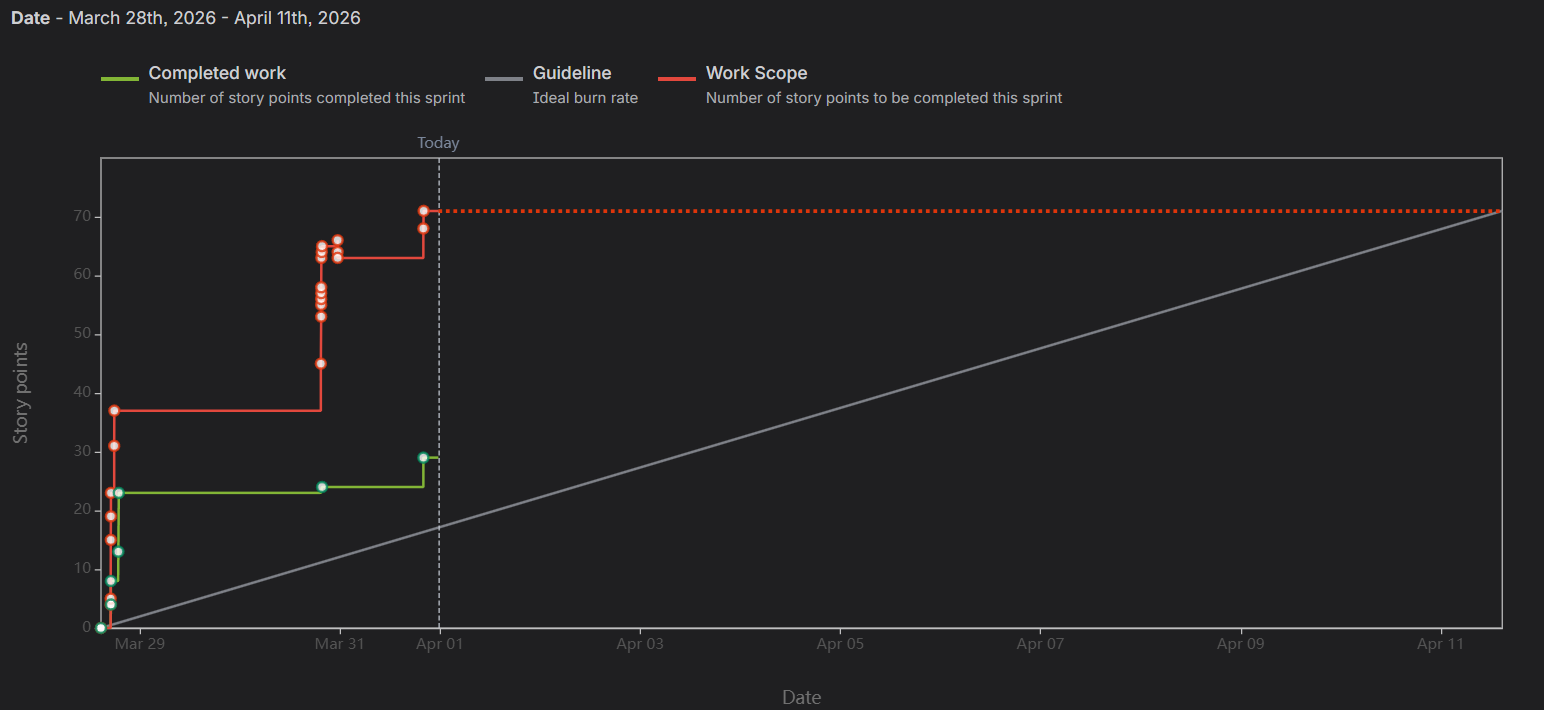 Date - March 28th, 2026 - April 11th, 2026
Completed work
Number of story points completed this sprint
Guideline
Ideal burn rate
Work Scope
Number of story points to be completed this sprint
Today
Story points
70
60
50
40
30
20
10
0
Mar 29
Mar 31
Apr 01
Apr 03
Apr 05
Apr 07
Apr 09
Apr 11
Date